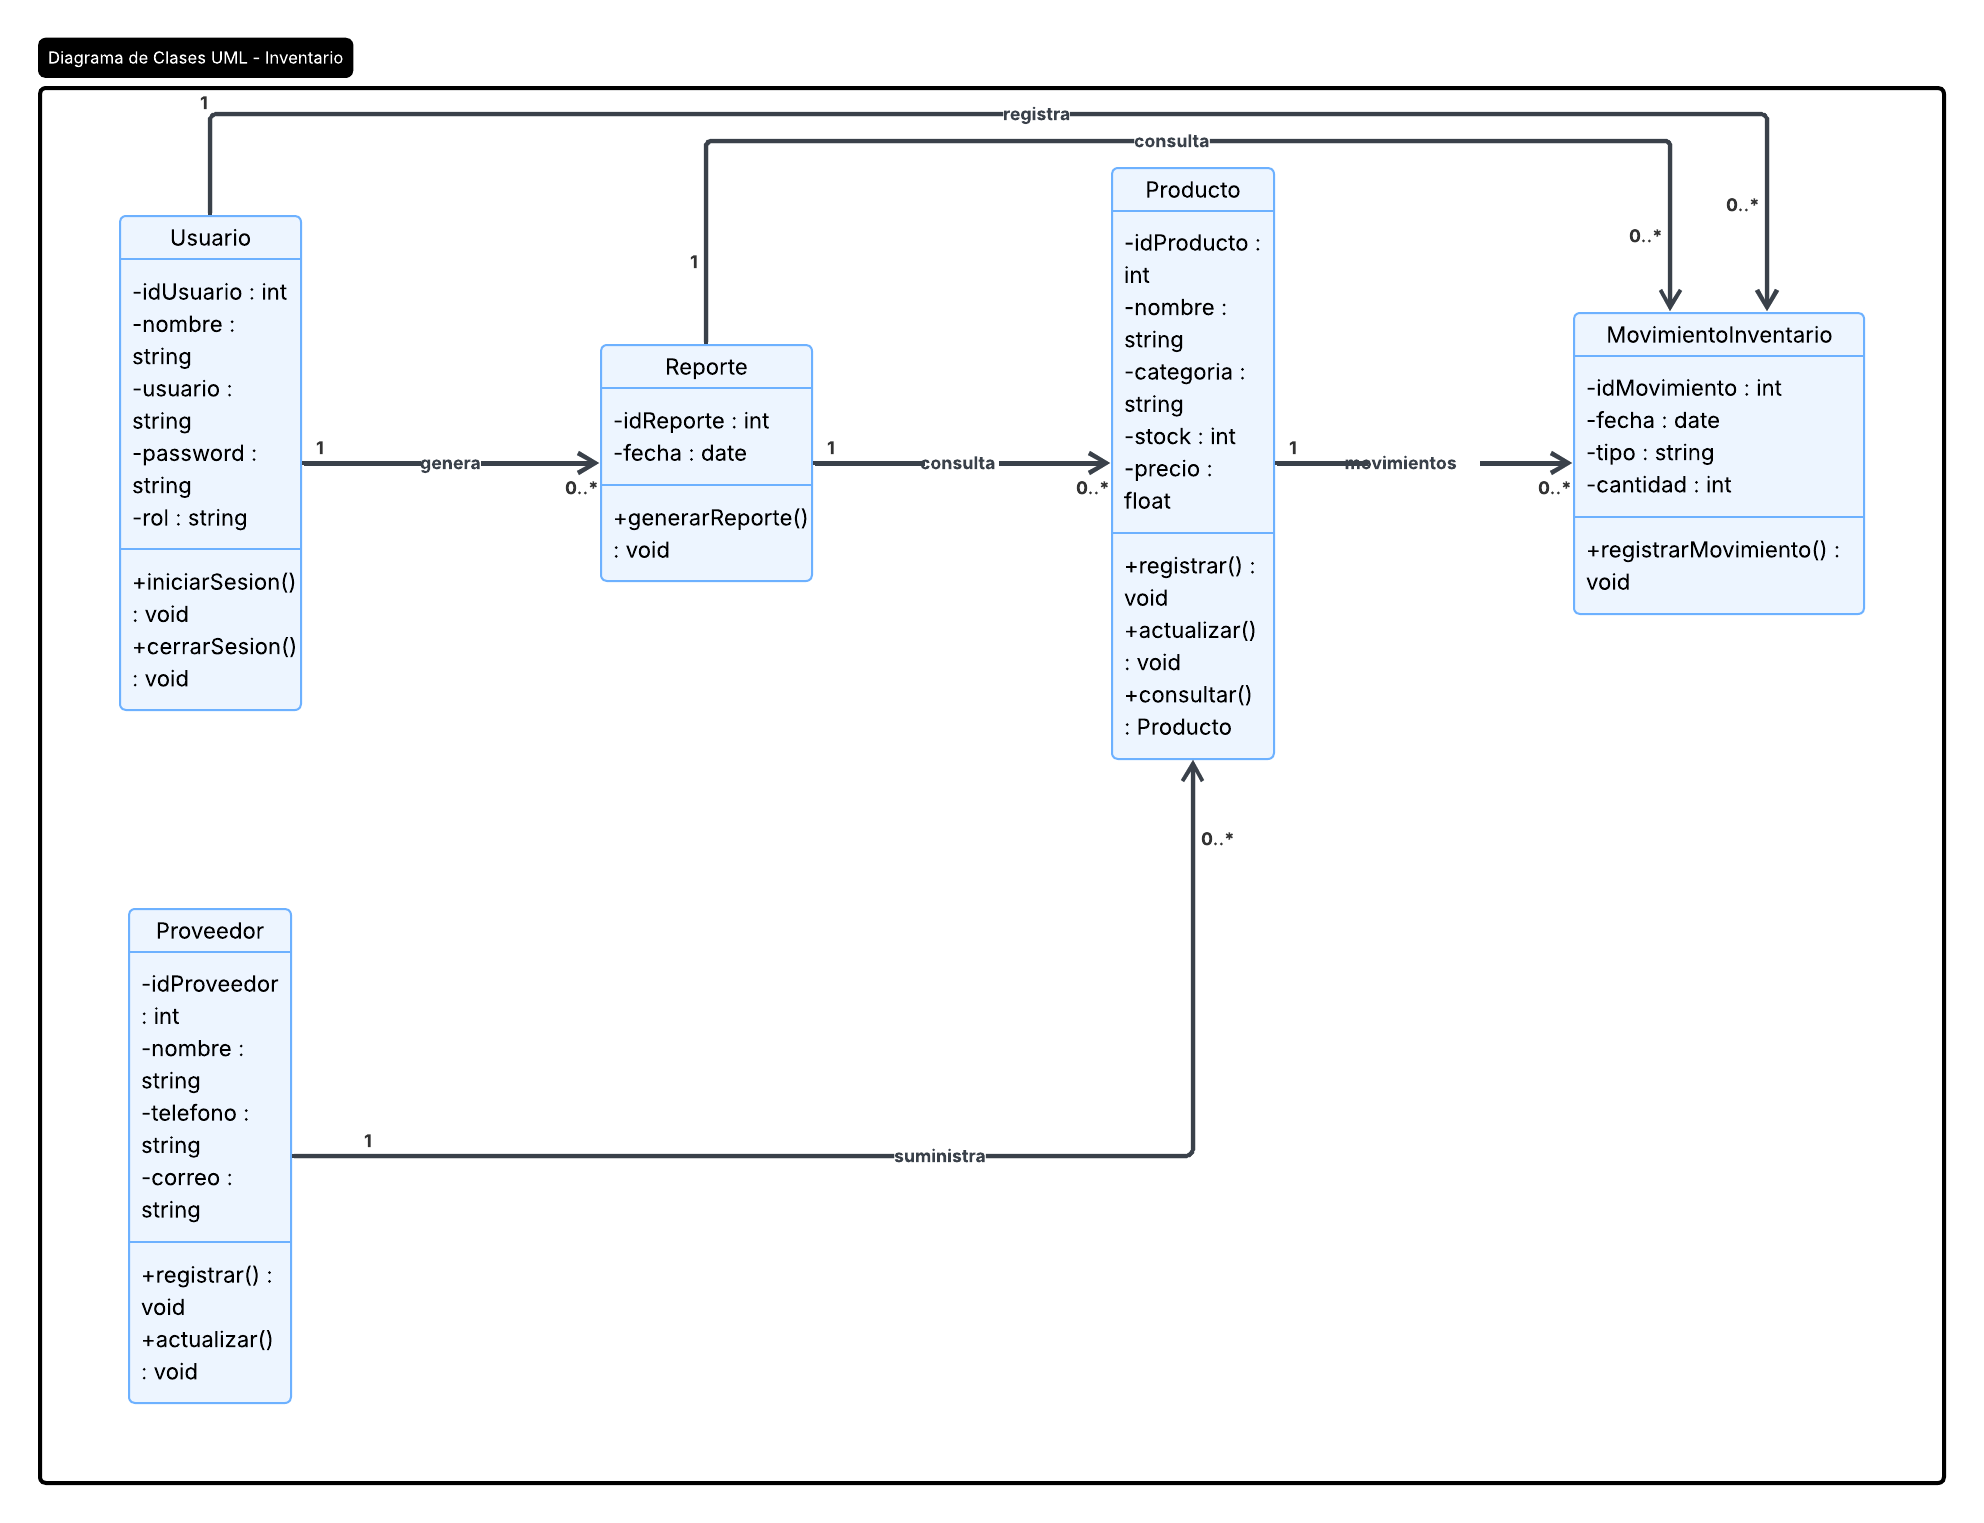 Diagrama de Clases UML - Inventario
1
registra
consulta
0..*
0..*
1
Usuario
-idUsuario : int
-nombre :
string
-usuario :
string
-password :
string
-rol : string
+iniciarSesion()
: void
+cerrarSesion()
: void
1
genera
0..*
Reporte
-idReporte : int
-fecha : date
+generarReporte()
: void
1
consulta
0..*
Producto
-idProducto :
int
-nombre :
string
-categoria :
string
-stock : int
-precio :
float
+registrar() :
void
+actualizar()
: void
+consultar()
: Producto
1
movimientos
0..*
MovimientoInventario
-idMovimiento : int
-fecha : date
-tipo : string
-cantidad : int
+registrarMovimiento() :
void
0..*
Proveedor
-idProveedor
: int
-nombre :
string
-telefono :
string
-correo :
string
+registrar() :
void
+actualizar()
: void
1
suministra